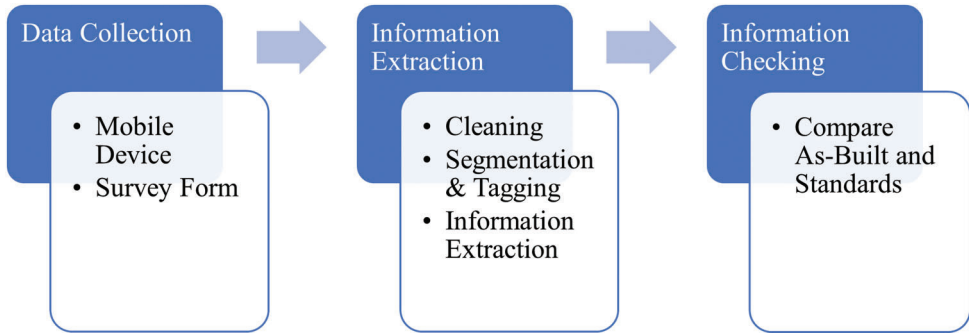 Data Collection
• Mobile
Device
• Survey Form
Information
Extraction
• Cleaning
• Segmentation
& Tagging
• Information
Extraction
Information
Checking
• Compare
As-Built and
Standards